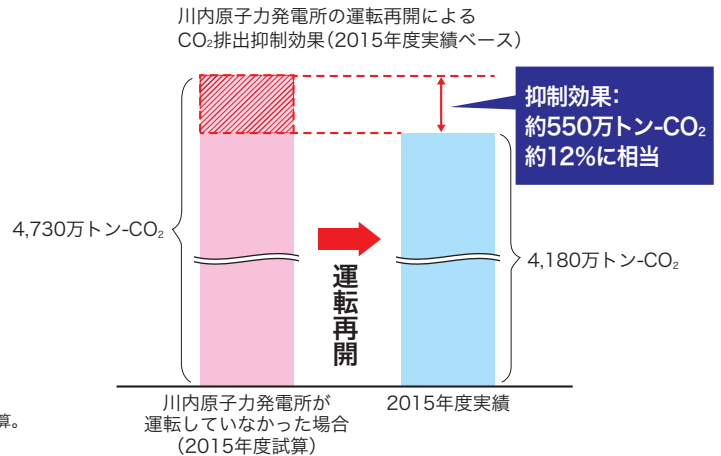 川内原子力発電所の運転再開による
CO₂排出抑制効果（2015年度実績ベース）
抑制効果：
約550万トン-CO₂
約12%に相当
4,730万トン-CO₂
4,180万トン-CO₂
運転再開
川内原子力発電所が
運転していなかった場合
（2015年度試算）
2015年度実績
算。